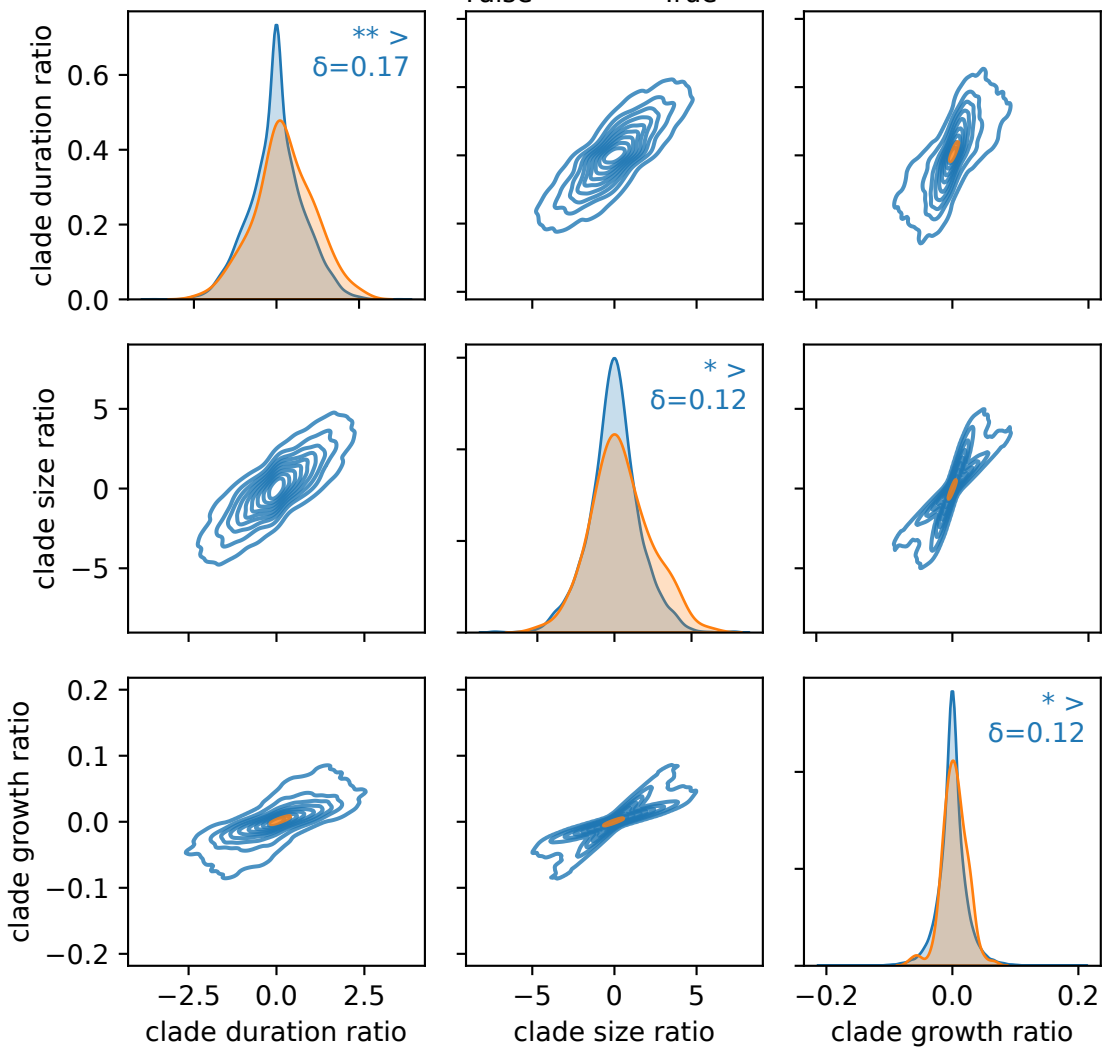 clade duration ratio
0.6
0.4
0.2
0.0
** >
δ=0.17
clade size ratio
5
0
−5
* >
δ=0.12
clade growth ratio
0.2
0.1
0.0
−0.1
−0.2
* >
δ=0.12
−2.5 0.0 2.5
−5 0 5
−0.2 0.0 0.2
clade duration ratio
clade size ratio
clade growth ratio